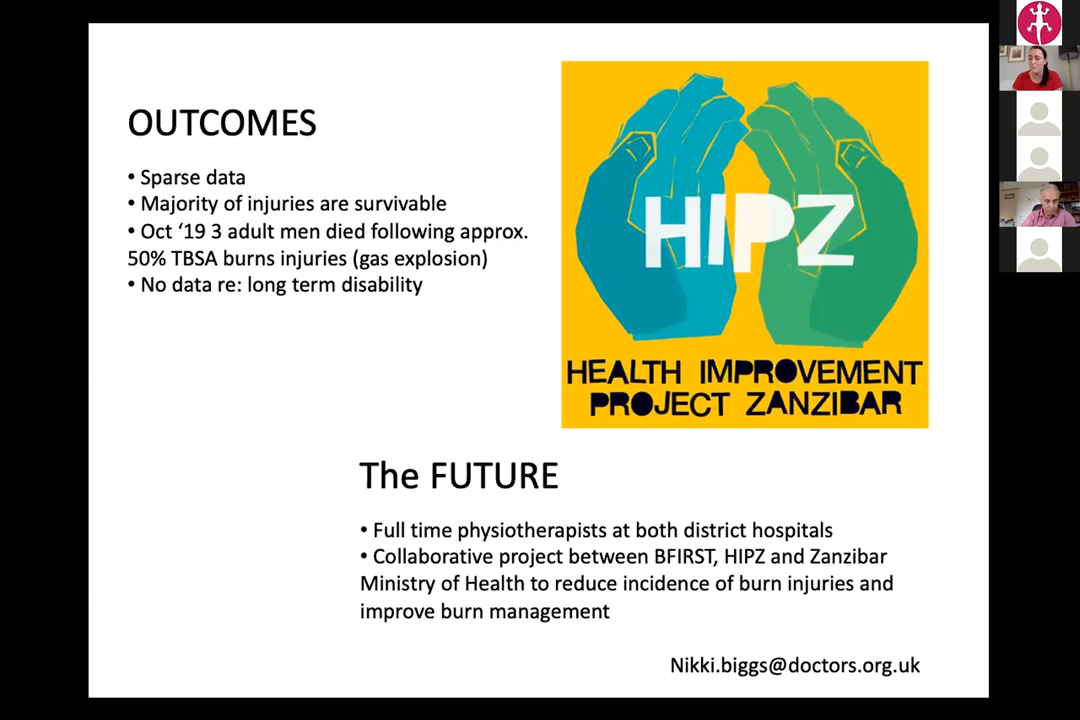 OUTCOMES
• Sparse data
• Majority of injuries are survivable
• Oct ‘19 3 adult men died following approx.
50% TBSA burns injuries (gas explosion)
• No data re: long term disability
HIPZ
HEALTH IMPROVEMENT
PROJECT ZANZIBAR
The FUTURE
• Full time physiotherapists at both district hospitals
• Collaborative project between BFIRST, HIPZ and Zanzibar
Ministry of Health to reduce incidence of burn injuries and
improve burn management
Nikki.biggs@doctors.org.uk